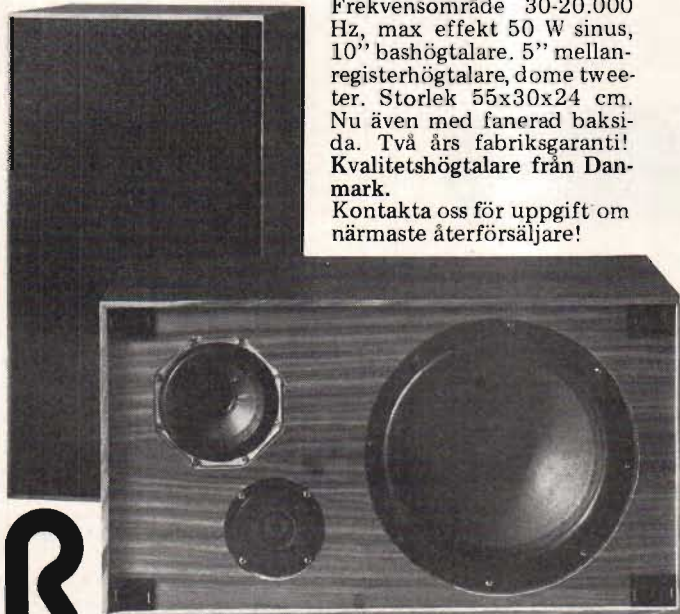 Frekvensområde 30-20.000
Hz, max effekt 50 W sinus,
10” bashögtalare. 5” mellan-
registerhögtalare, dome twee-
ter. Storlek 55x30x24 cm.
Nu även med fanerad baksi-
da. Två års fabriksgaranti!
Kvalitetshögtalare från Dan-
mark.
Kontakta oss för uppgift om
närmaste återförsäljare!
R